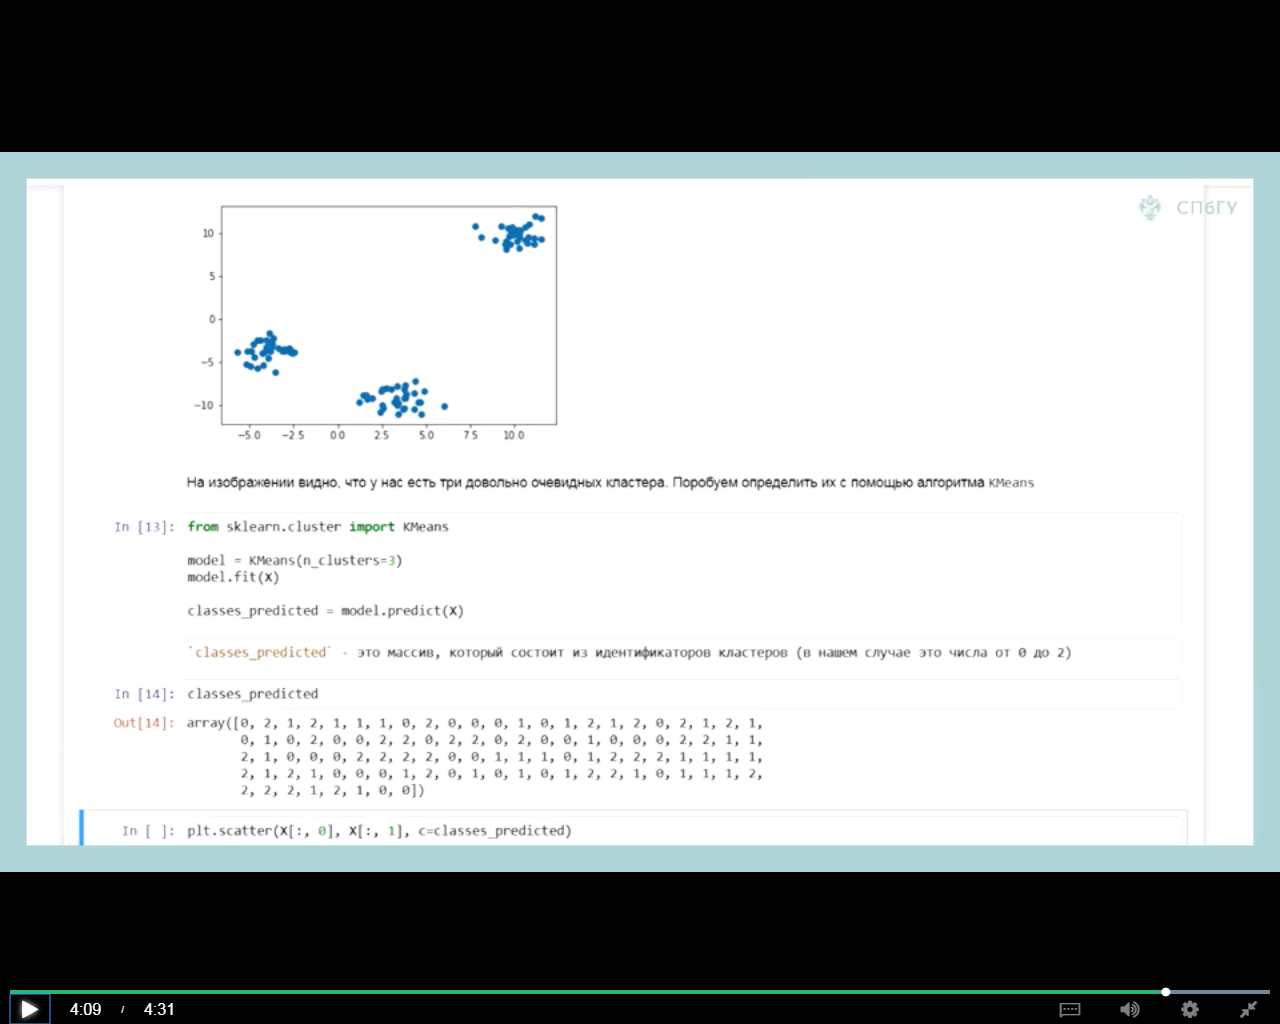 СПбГУ
10
5
0
−5
−10
−5.0 −2.5 0.0 2.5 5.0 7.5 10.0
На изображении видно, что у нас есть три довольно очевидных кластера. Поробуем определить их с помощью алгоритма KMeans
In [13]: from sklearn.cluster import KMeans
model = KMeans(n_clusters=3)
model.fit(X)
classes_predicted = model.predict(X)
`classes_predicted` - это массив, который состоит из идентификаторов кластеров (в нашем случае это числа от 0 до 2)
In [14]: classes_predicted
Out[14]: array([0, 2, 1, 2, 1, 1, 1, 0, 2, 0, 0, 0, 1, 0, 1, 2, 1, 2, 0, 2, 1, 2, 1,
0, 1, 0, 2, 0, 0, 2, 2, 0, 2, 2, 0, 2, 0, 0, 1, 0, 0, 0, 2, 2, 1, 1,
2, 1, 0, 0, 0, 2, 2, 2, 2, 0, 0, 1, 1, 1, 0, 1, 2, 2, 2, 1, 1, 1, 1,
2, 1, 2, 1, 0, 0, 0, 1, 2, 0, 1, 0, 1, 0, 1, 2, 2, 1, 0, 1, 1, 1, 2,
2, 2, 2, 1, 2, 1, 0, 0])
In [ ]: plt.scatter(X[:, 0], X[:, 1], c=classes_predicted)
4:09 / 4:31